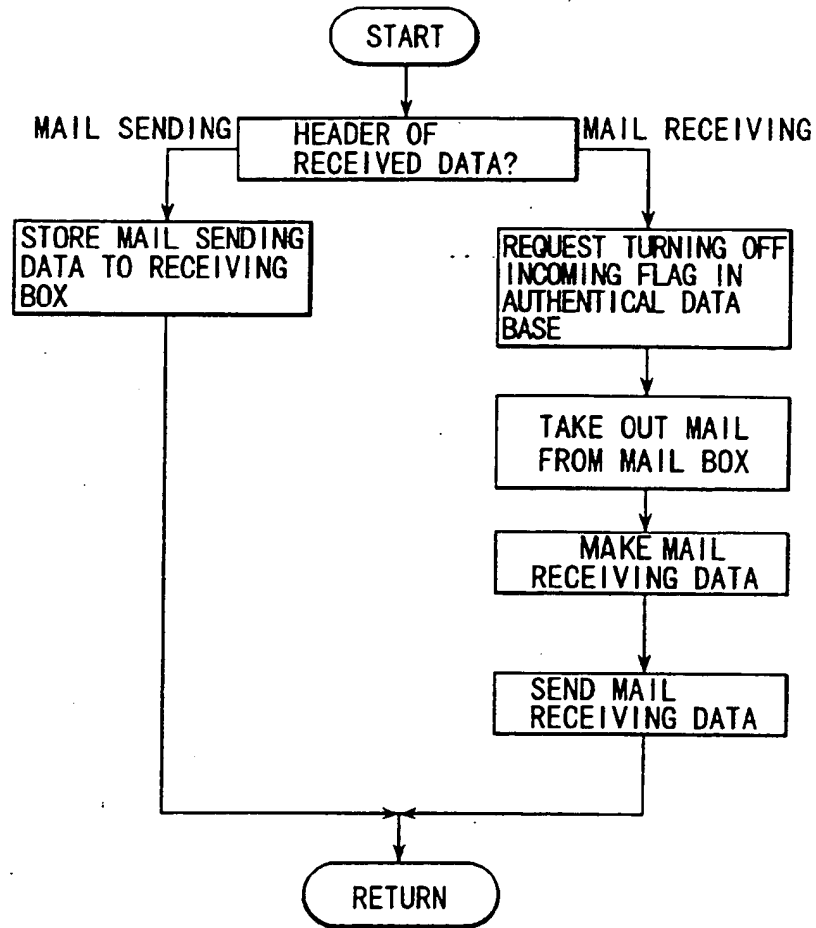 START
MAIL SENDING
HEADER OF
RECEIVED DATA?
MAIL RECEIVING
STORE MAIL SENDING
DATA TO RECEIVING
BOX
REQUEST TURNING OFF
INCOMING FLAG IN
AUTHENTICAL DATA
BASE
TAKE OUT MAIL
FROM MAIL BOX
MAKE MAIL
RECEIVING DATA
SEND MAIL
RECEIVING DATA
RETURN